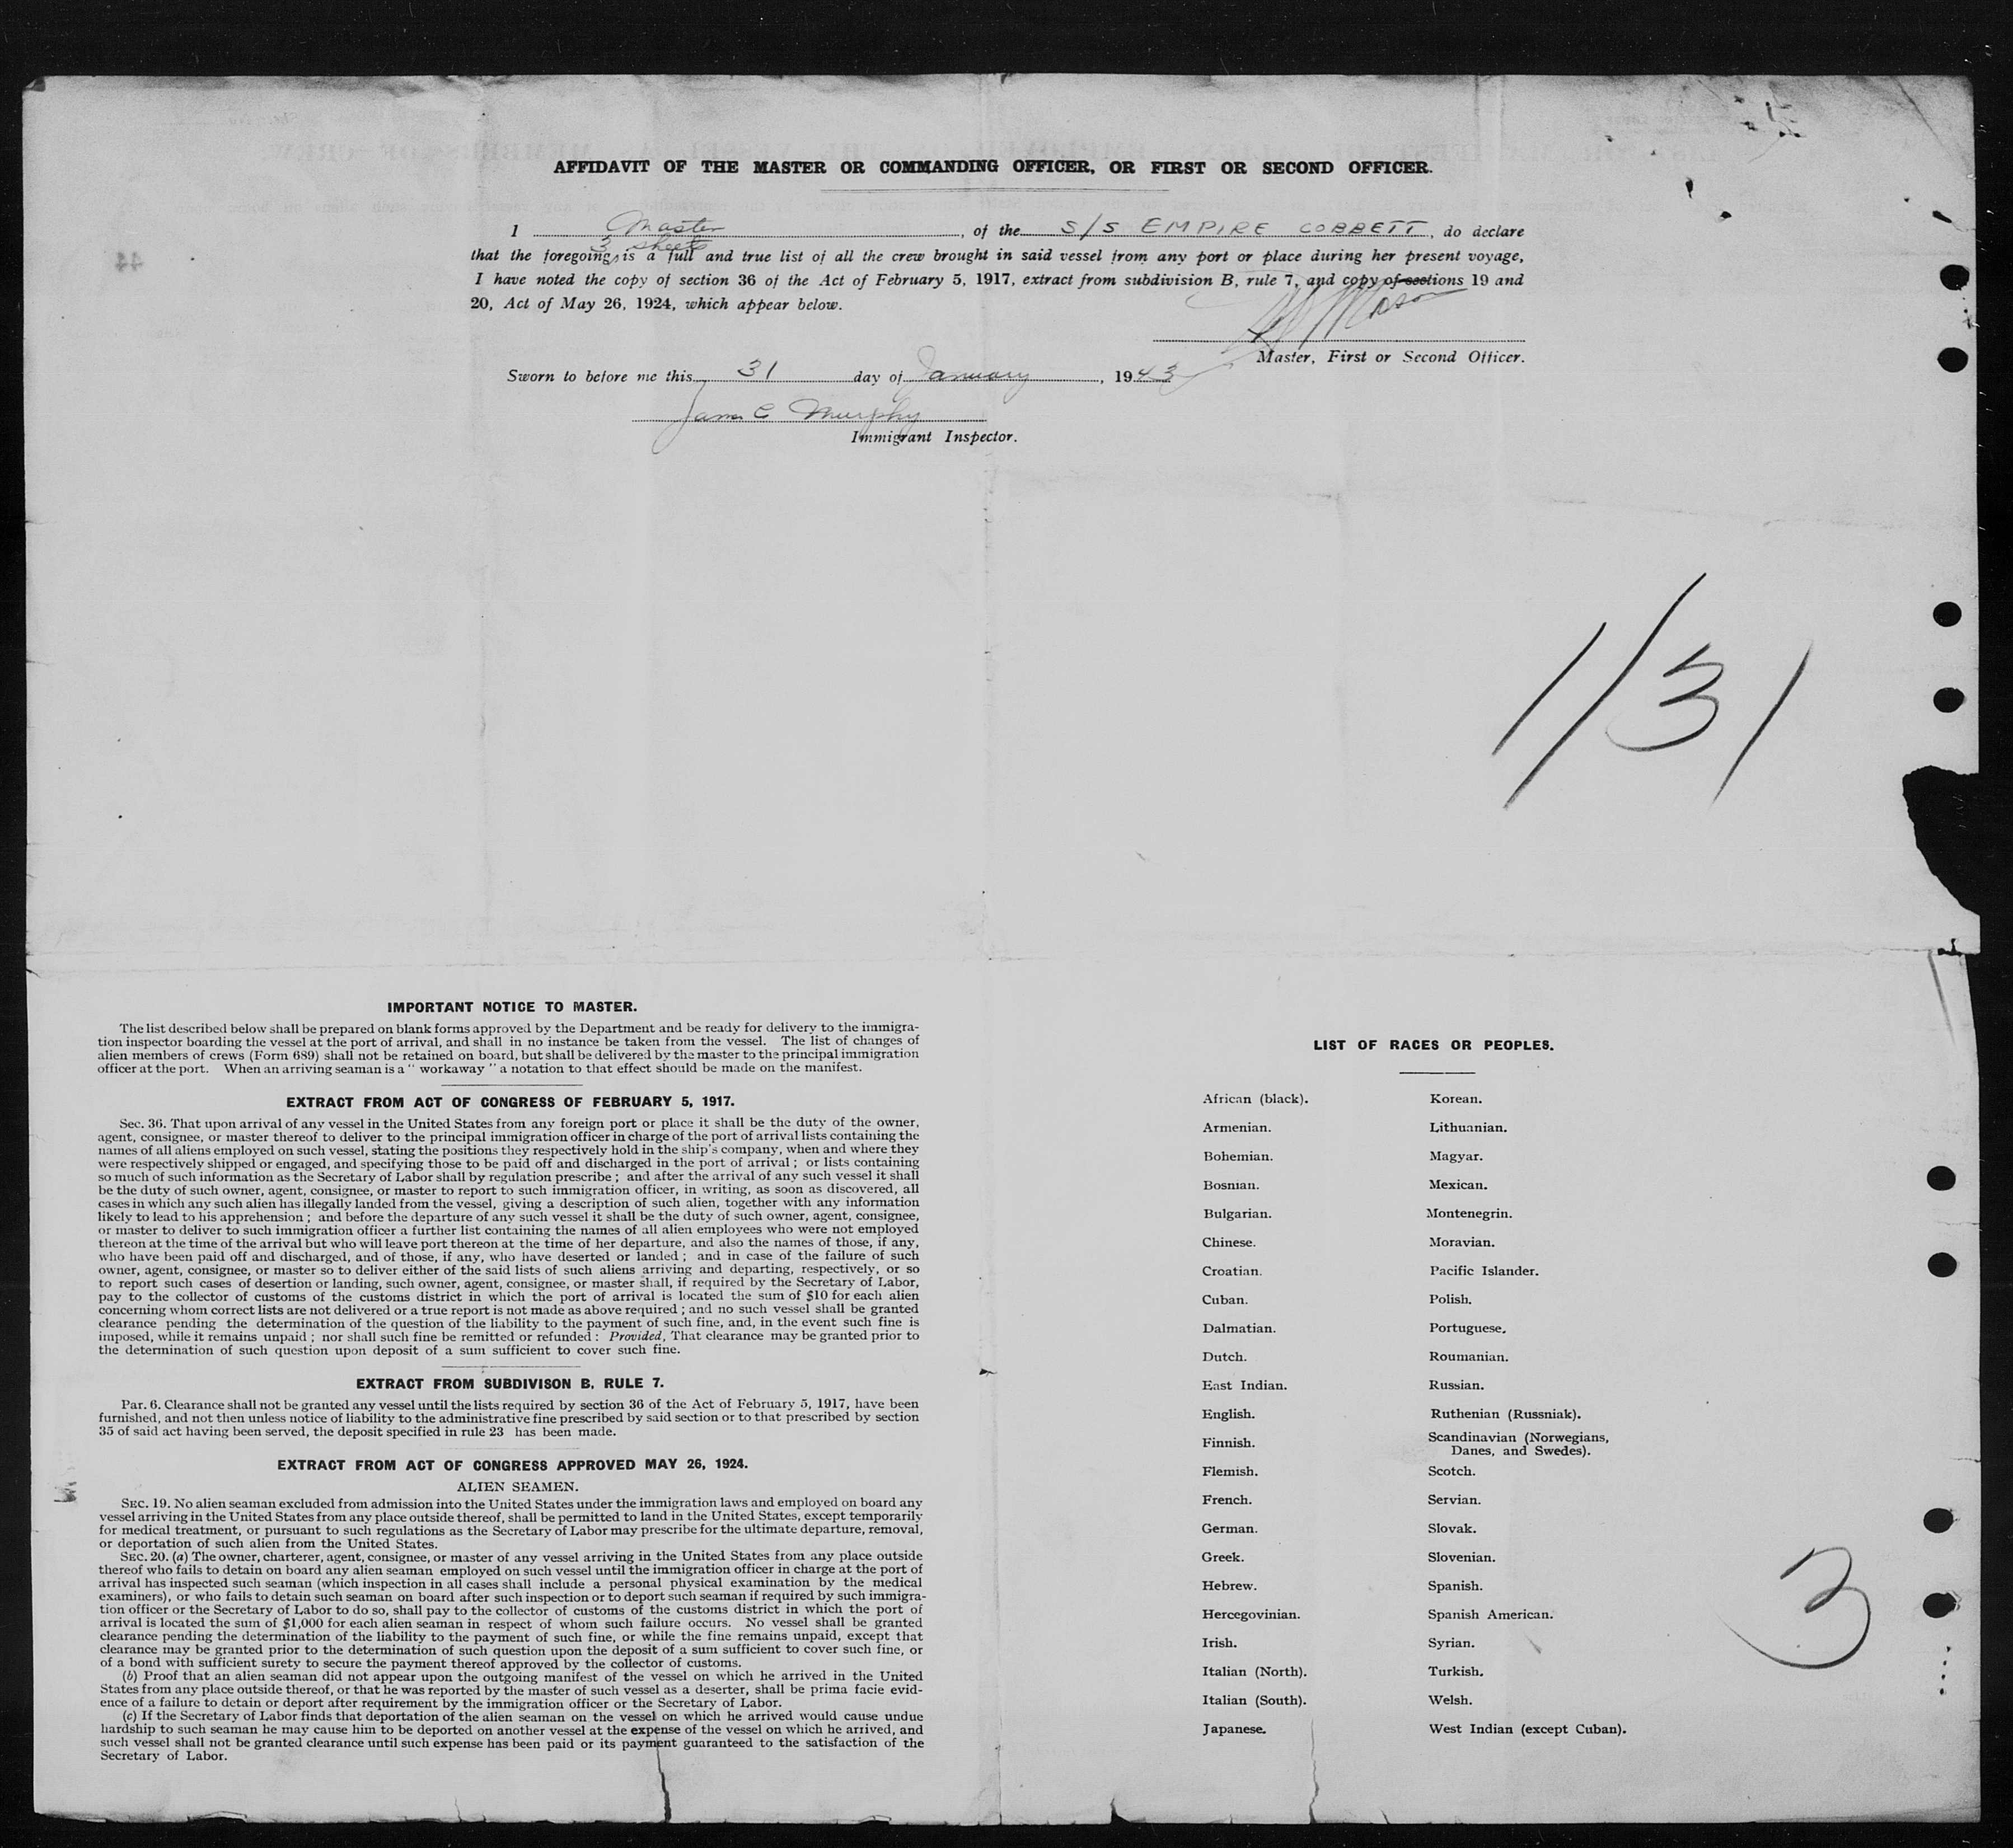 AFFIDAVIT OF THE MASTER OR COMMANDING OFFICER, OR FIRST OR SECOND OFFICER.
I Master, of the S/S EMPIRE COBBETT, do declare
3 sheets
that the foregoing is a full and true list of all the crew brought in said vessel from any port or place during her present voyage,
I have noted the copy of section 36 of the Act of February 5, 1917, extract from subdivision B, rule 7, and copy of sections 19 and
20, Act of May 26, 1924, which appear below.
Mason
Master, First or Second Officer.
Sworn to before me this 31 day of January, 1943
James C Murphy
Immigrant Inspector.
1/31
IMPORTANT NOTICE TO MASTER.
The list described below shall be prepared on blank forms approved by the Department and be ready for delivery to the immigra-
tion inspector boarding the vessel at the port of arrival, and shall in no instance be taken from the vessel. The list of changes of
alien members of crews (Form 689) shall not be retained on board, but shall be delivered by the master to the principal immigration
officer at the port. When an arriving seaman is a " workaway " a notation to that effect should be made on the manifest.
EXTRACT FROM ACT OF CONGRESS OF FEBRUARY 5, 1917.
Sec. 36. That upon arrival of any vessel in the United States from any foreign port or place it shall be the duty of the owner,
agent, consignee, or master thereof to deliver to the principal immigration officer in charge of the port of arrival lists containing the
names of all aliens employed on such vessel, stating the positions they respectively hold in the ship's company, when and where they
were respectively shipped or engaged, and specifying those to be paid off and discharged in the port of arrival ; or lists containing
so much of such information as the Secretary of Labor shall by regulation prescribe ; and after the arrival of any such vessel it shall
be the duty of such owner, agent, consignee, or master to report to such immigration officer, in writing, as soon as discovered, all
cases in which any such alien has illegally landed from the vessel, giving a description of such alien, together with any information
likely to lead to his apprehension ; and before the departure of any such vessel it shall be the duty of such owner, agent, consignee,
or master to deliver to such immigration officer a further list containing the names of all alien employees who were not employed
thereon at the time of the arrival but who will leave port thereon at the time of her departure, and also the names of those, if any,
who have been paid off and discharged, and of those, if any, who have deserted or landed ; and in case of the failure of such
owner, agent, consignee, or master so to deliver either of the said lists of such aliens arriving and departing, respectively, or so
to report such cases of desertion or landing, such owner, agent, consignee, or master shall, if required by the Secretary of Labor,
pay to the collector of customs of the customs district in which the port of arrival is located the sum of $10 for each alien
concerning whom correct lists are not delivered or a true report is not made as above required ; and no such vessel shall be granted
clearance pending the determination of the question of the liability to the payment of such fine, and, in the event such fine is
imposed, while it remains unpaid ; nor shall such fine be remitted or refunded : Provided, That clearance may be granted prior to
the determination of such question upon deposit of a sum sufficient to cover such fine.
EXTRACT FROM SUBDIVISON B, RULE 7.
Par. 6. Clearance shall not be granted any vessel until the lists required by section 36 of the Act of February 5, 1917, have been
furnished, and not then unless notice of liability to the administrative fine prescribed by said section or to that prescribed by section
35 of said act having been served, the deposit specified in rule 23 has been made.
EXTRACT FROM ACT OF CONGRESS APPROVED MAY 26, 1924.
ALIEN SEAMEN.
SEC. 19. No alien seaman excluded from admission into the United States under the immigration laws and employed on board any
vessel arriving in the United States from any place outside thereof, shall be permitted to land in the United States, except temporarily
for medical treatment, or pursuant to such regulations as the Secretary of Labor may prescribe for the ultimate departure, removal,
or deportation of such alien from the United States.
SEC. 20. (a) The owner, charterer, agent, consignee, or master of any vessel arriving in the United States from any place outside
thereof who fails to detain on board any alien seaman employed on such vessel until the immigration officer in charge at the port of
arrival has inspected such seaman (which inspection in all cases shall include a personal physical examination by the medical
examiners), or who fails to detain such seaman on board after such inspection or to deport such seaman if required by such immigra-
tion officer or the Secretary of Labor to do so, shall pay to the collector of customs of the customs district in which the port of
arrival is located the sum of $1,000 for each alien seaman in respect of whom such failure occurs. No vessel shall be granted
clearance pending the determination of the liability to the payment of such fine, or while the fine remains unpaid, except that
clearance may be granted prior to the determination of such question upon the deposit of a sum sufficient to cover such fine, or
of a bond with sufficient surety to secure the payment thereof approved by the collector of customs.
(b) Proof that an alien seaman did not appear upon the outgoing manifest of the vessel on which he arrived in the United
States from any place outside thereof, or that he was reported by the master of such vessel as a deserter, shall be prima facie evid-
ence of a failure to detain or deport after requirement by the immigration officer or the Secretary of Labor.
(c) If the Secretary of Labor finds that deportation of the alien seaman on the vessel on which he arrived would cause undue
hardship to such seaman he may cause him to be deported on another vessel at the expense of the vessel on which he arrived, and
such vessel shall not be granted clearance until such expense has been paid or its payment guaranteed to the satisfaction of the
Secretary of Labor.
LIST OF RACES OR PEOPLES.
African (black). Korean.
Armenian. Lithuanian.
Bohemian. Magyar.
Bosnian. Mexican.
Bulgarian. Montenegrin.
Chinese. Moravian.
Croatian. Pacific Islander.
Cuban. Polish.
Dalmatian. Portuguese.
Dutch. Roumanian.
East Indian. Russian.
English. Ruthenian (Russniak).
Finnish. Scandinavian (Norwegians,
Danes, and Swedes).
Flemish. Scotch.
French. Servian.
German. Slovak.
Greek. Slovenian.
Hebrew. Spanish.
Hercegovinian. Spanish American.
Irish. Syrian.
Italian (North). Turkish.
Italian (South). Welsh.
Japanese. West Indian (except Cuban).
3